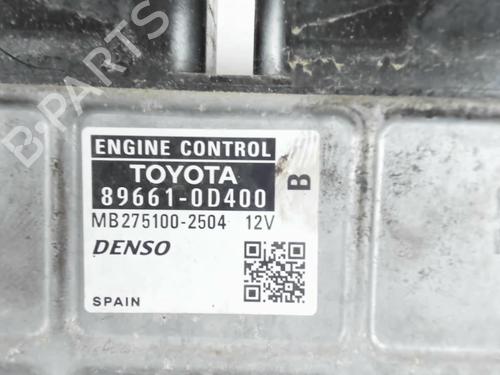 B-PARTS
ENGINE CONTROL
TOYOTA
89661-0D400
B
MB275100-2504 12V
DENSO
SPAIN